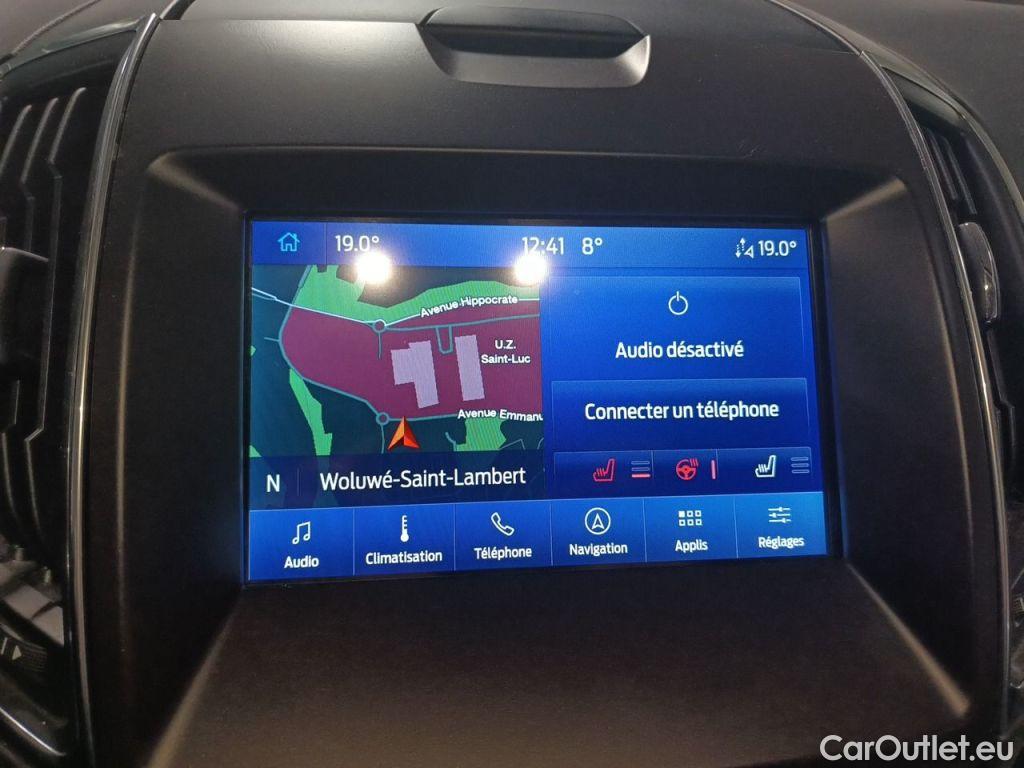 19.0° 12:41 8° 19.0°
Avenue Hippocrate
U.Z.
Saint-Luc
Avenue Emmanu
N Woluwé-Saint-Lambert
Audio désactivé
Connecter un téléphone
Audio Climatisation Téléphone Navigation Applis Réglages
CarOutlet.eu